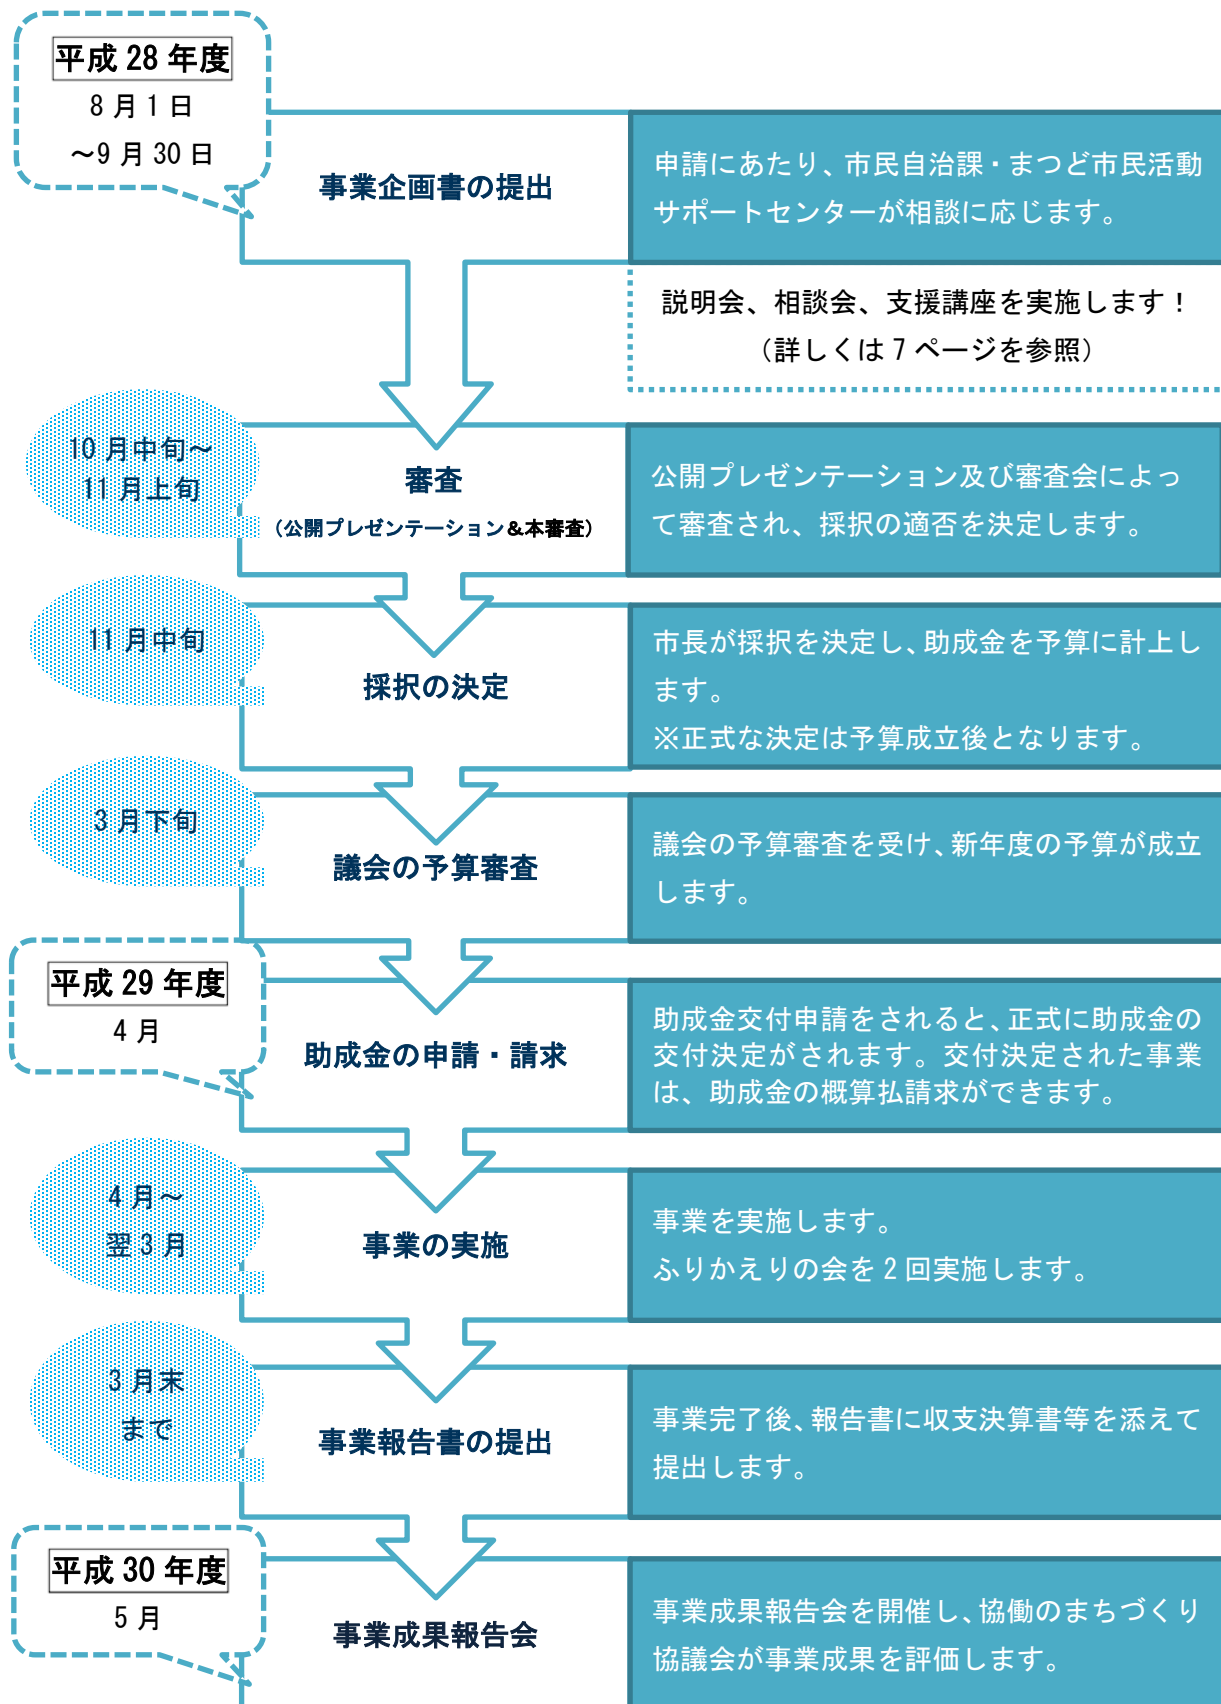 平成 28 年度
8 月 1 日
～9 月 30 日
事業企画書の提出
申請にあたり、市民自治課・まつど市民活動
サポートセンターが相談に応じます。
説明会、相談会、支援講座を実施します！
（詳しくは 7 ページを参照）
10 月中旬～
11 月上旬
審査
（公開プレゼンテーション&本審査）
公開プレゼンテーション及び審査会によっ
て審査され、採択の適否を決定します。
11 月中旬
採択の決定
市長が採択を決定し、助成金を予算に計上し
ます。
※正式な決定は予算成立後となります。
3 月下旬
議会の予算審査
議会の予算審査を受け、新年度の予算が成立
します。
平成 29 年度
4 月
助成金の申請・請求
助成金交付申請をされると、正式に助成金の
交付決定がされます。交付決定された事業
は、助成金の概算払請求ができます。
4 月～
翌 3 月
事業の実施
事業を実施します。
ふりかえりの会を 2 回実施します。
3 月末
まで
事業報告書の提出
事業完了後、報告書に収支決算書等を添えて
提出します。
平成 30 年度
5 月
事業成果報告会
事業成果報告会を開催し、協働のまちづくり
協議会が事業成果を評価します。